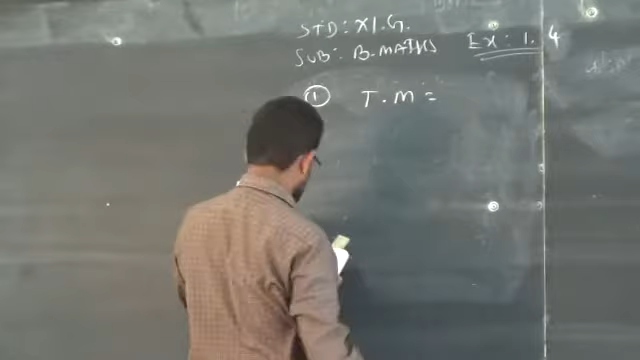 STD: XI.G.
SUB: B.MATHS
Ex: 1.4
① T.M =